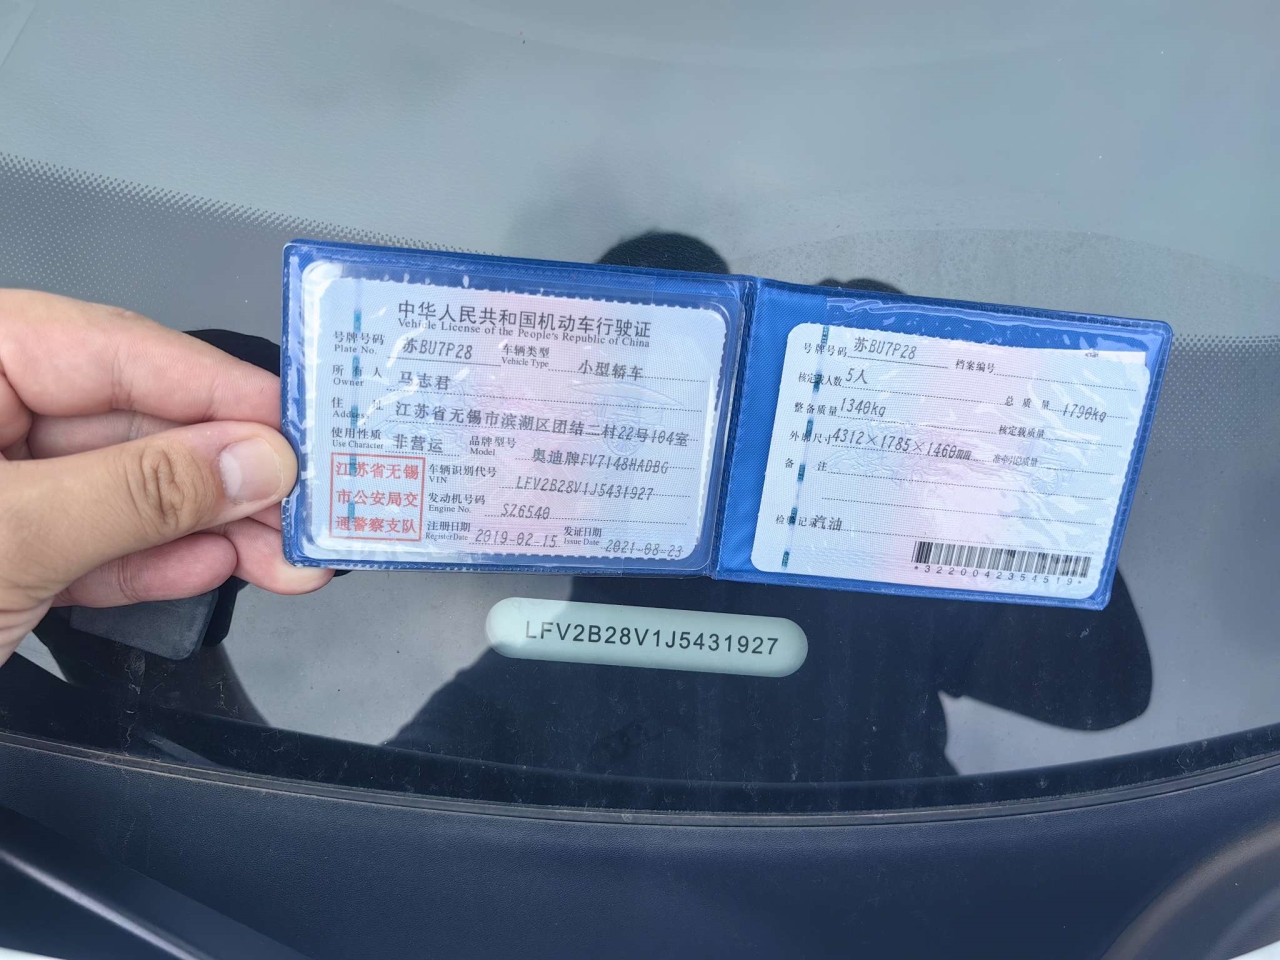 中华人民共和国机动车行驶证
Vehicle License of the People's Republic of China
号牌号码 苏BU7P28 车辆类型 小型轿车
Plate No. Vehicle Type
所有人 马志君
Owner
住址 江苏省无锡市滨湖区团结二村22号104室
Address
使用性质 非营运 品牌型号 奥迪牌FV7148HADBG
Use Character Model
江苏省无锡
市公安局交
通警察支队
车辆识别代号 LFV2B28V1J5431927
VIN
发动机号码 SZ6540
Engine No.
注册日期 2019-02-15 发证日期 2021-08-23
Register Date Issue Date
号牌号码 苏BU7P28 档案编号
核定载人数 5人 总质量 1790kg
整备质量 1340kg 核定载质量
外廓尺寸 4312×1785×1460mm 准牵引总质量
备注
检验记录 汽油
*3220042354519*
LFV2B28V1J5431927